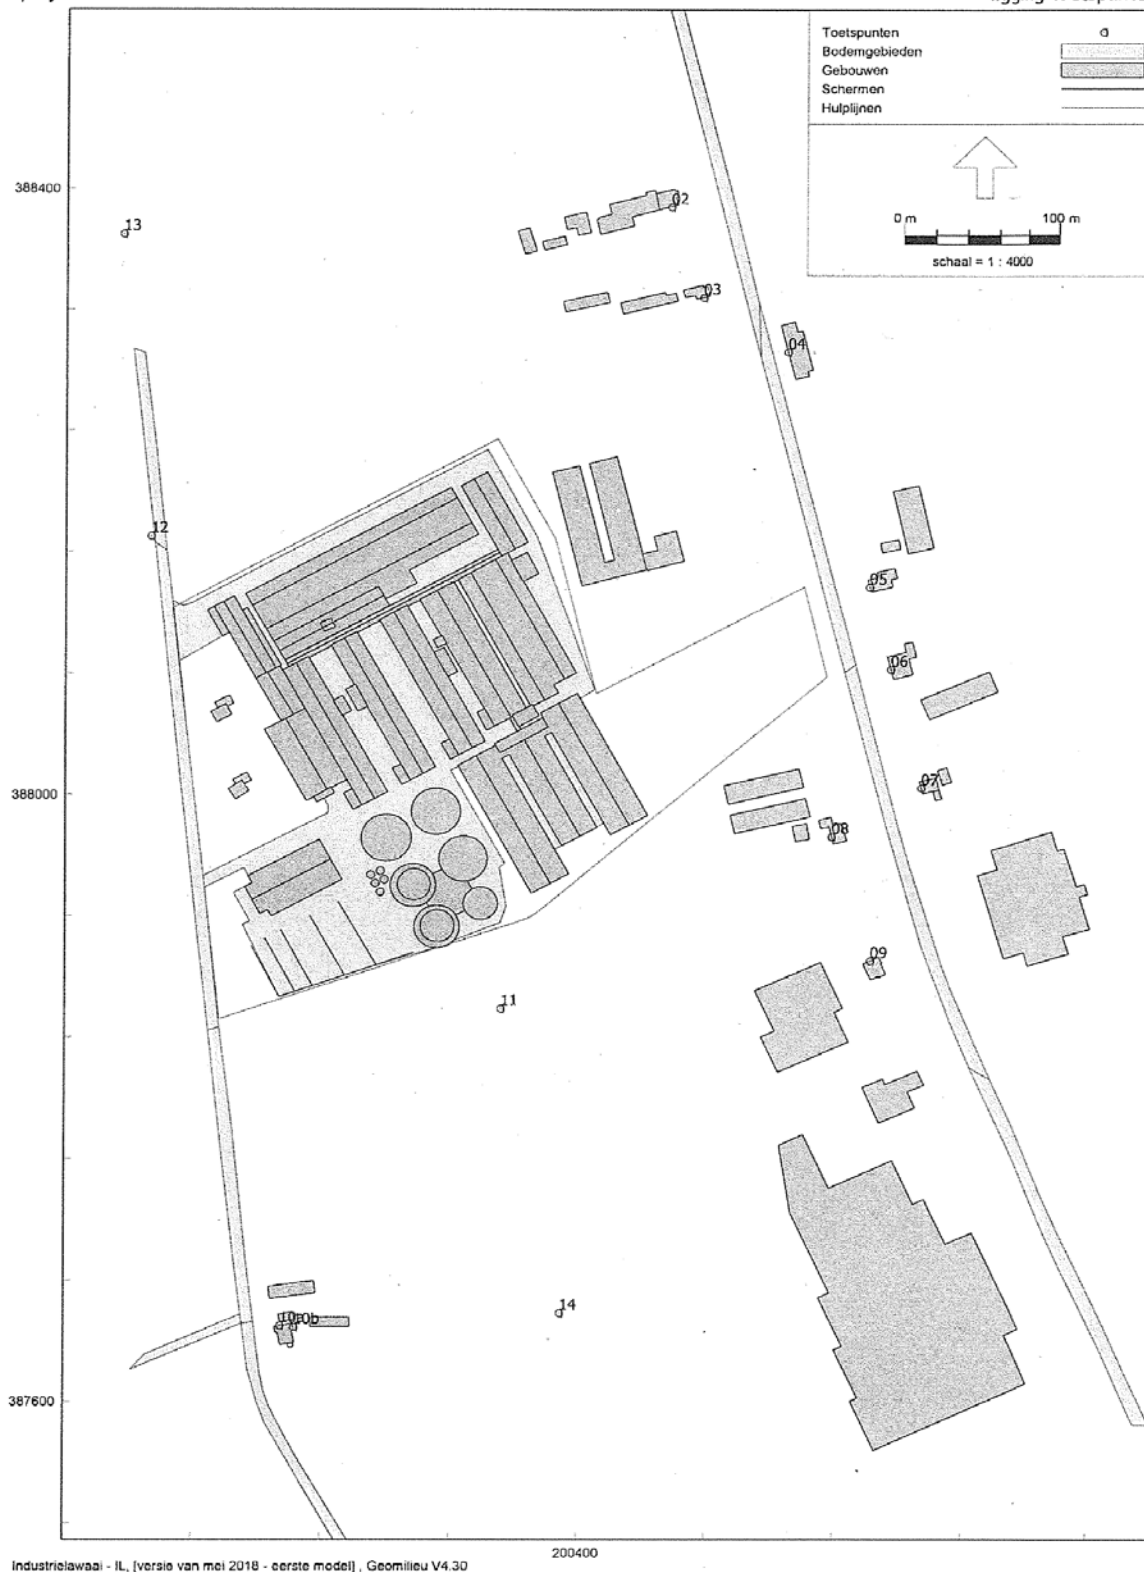 Toetspunten
Bodemgebieden
Gebouwen
Schermen
Hulplijnen
0 m 100 m
schaal = 1 : 4000
388400
13
02
03
04
12
05
06
388000
07
08
09
11
14
10b
387600
200400
Industrielawaai - IL, [versie van mei 2018 - eerste model] , Geomilieu V4.30